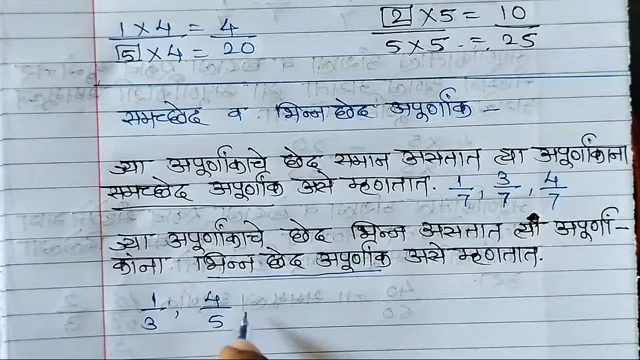 1 × 4 = 4    2 × 5 = 10
5 × 4 = 20    5 × 5 = 25
समच्छेद व भिन्न छेद अपूर्णांक -
ज्या अपूर्णांकाचे छेद समान असतात त्या अपूर्णांकाना
समच्छेद अपूर्णांक असे म्हणतात. 1/7, 3/7, 4/7
ज्या अपूर्णांकाचे छेद भिन्न असतात त्या अपूर्णां-
कांना भिन्न छेद अपूर्णांक असे म्हणतात.
1/3, 4/5